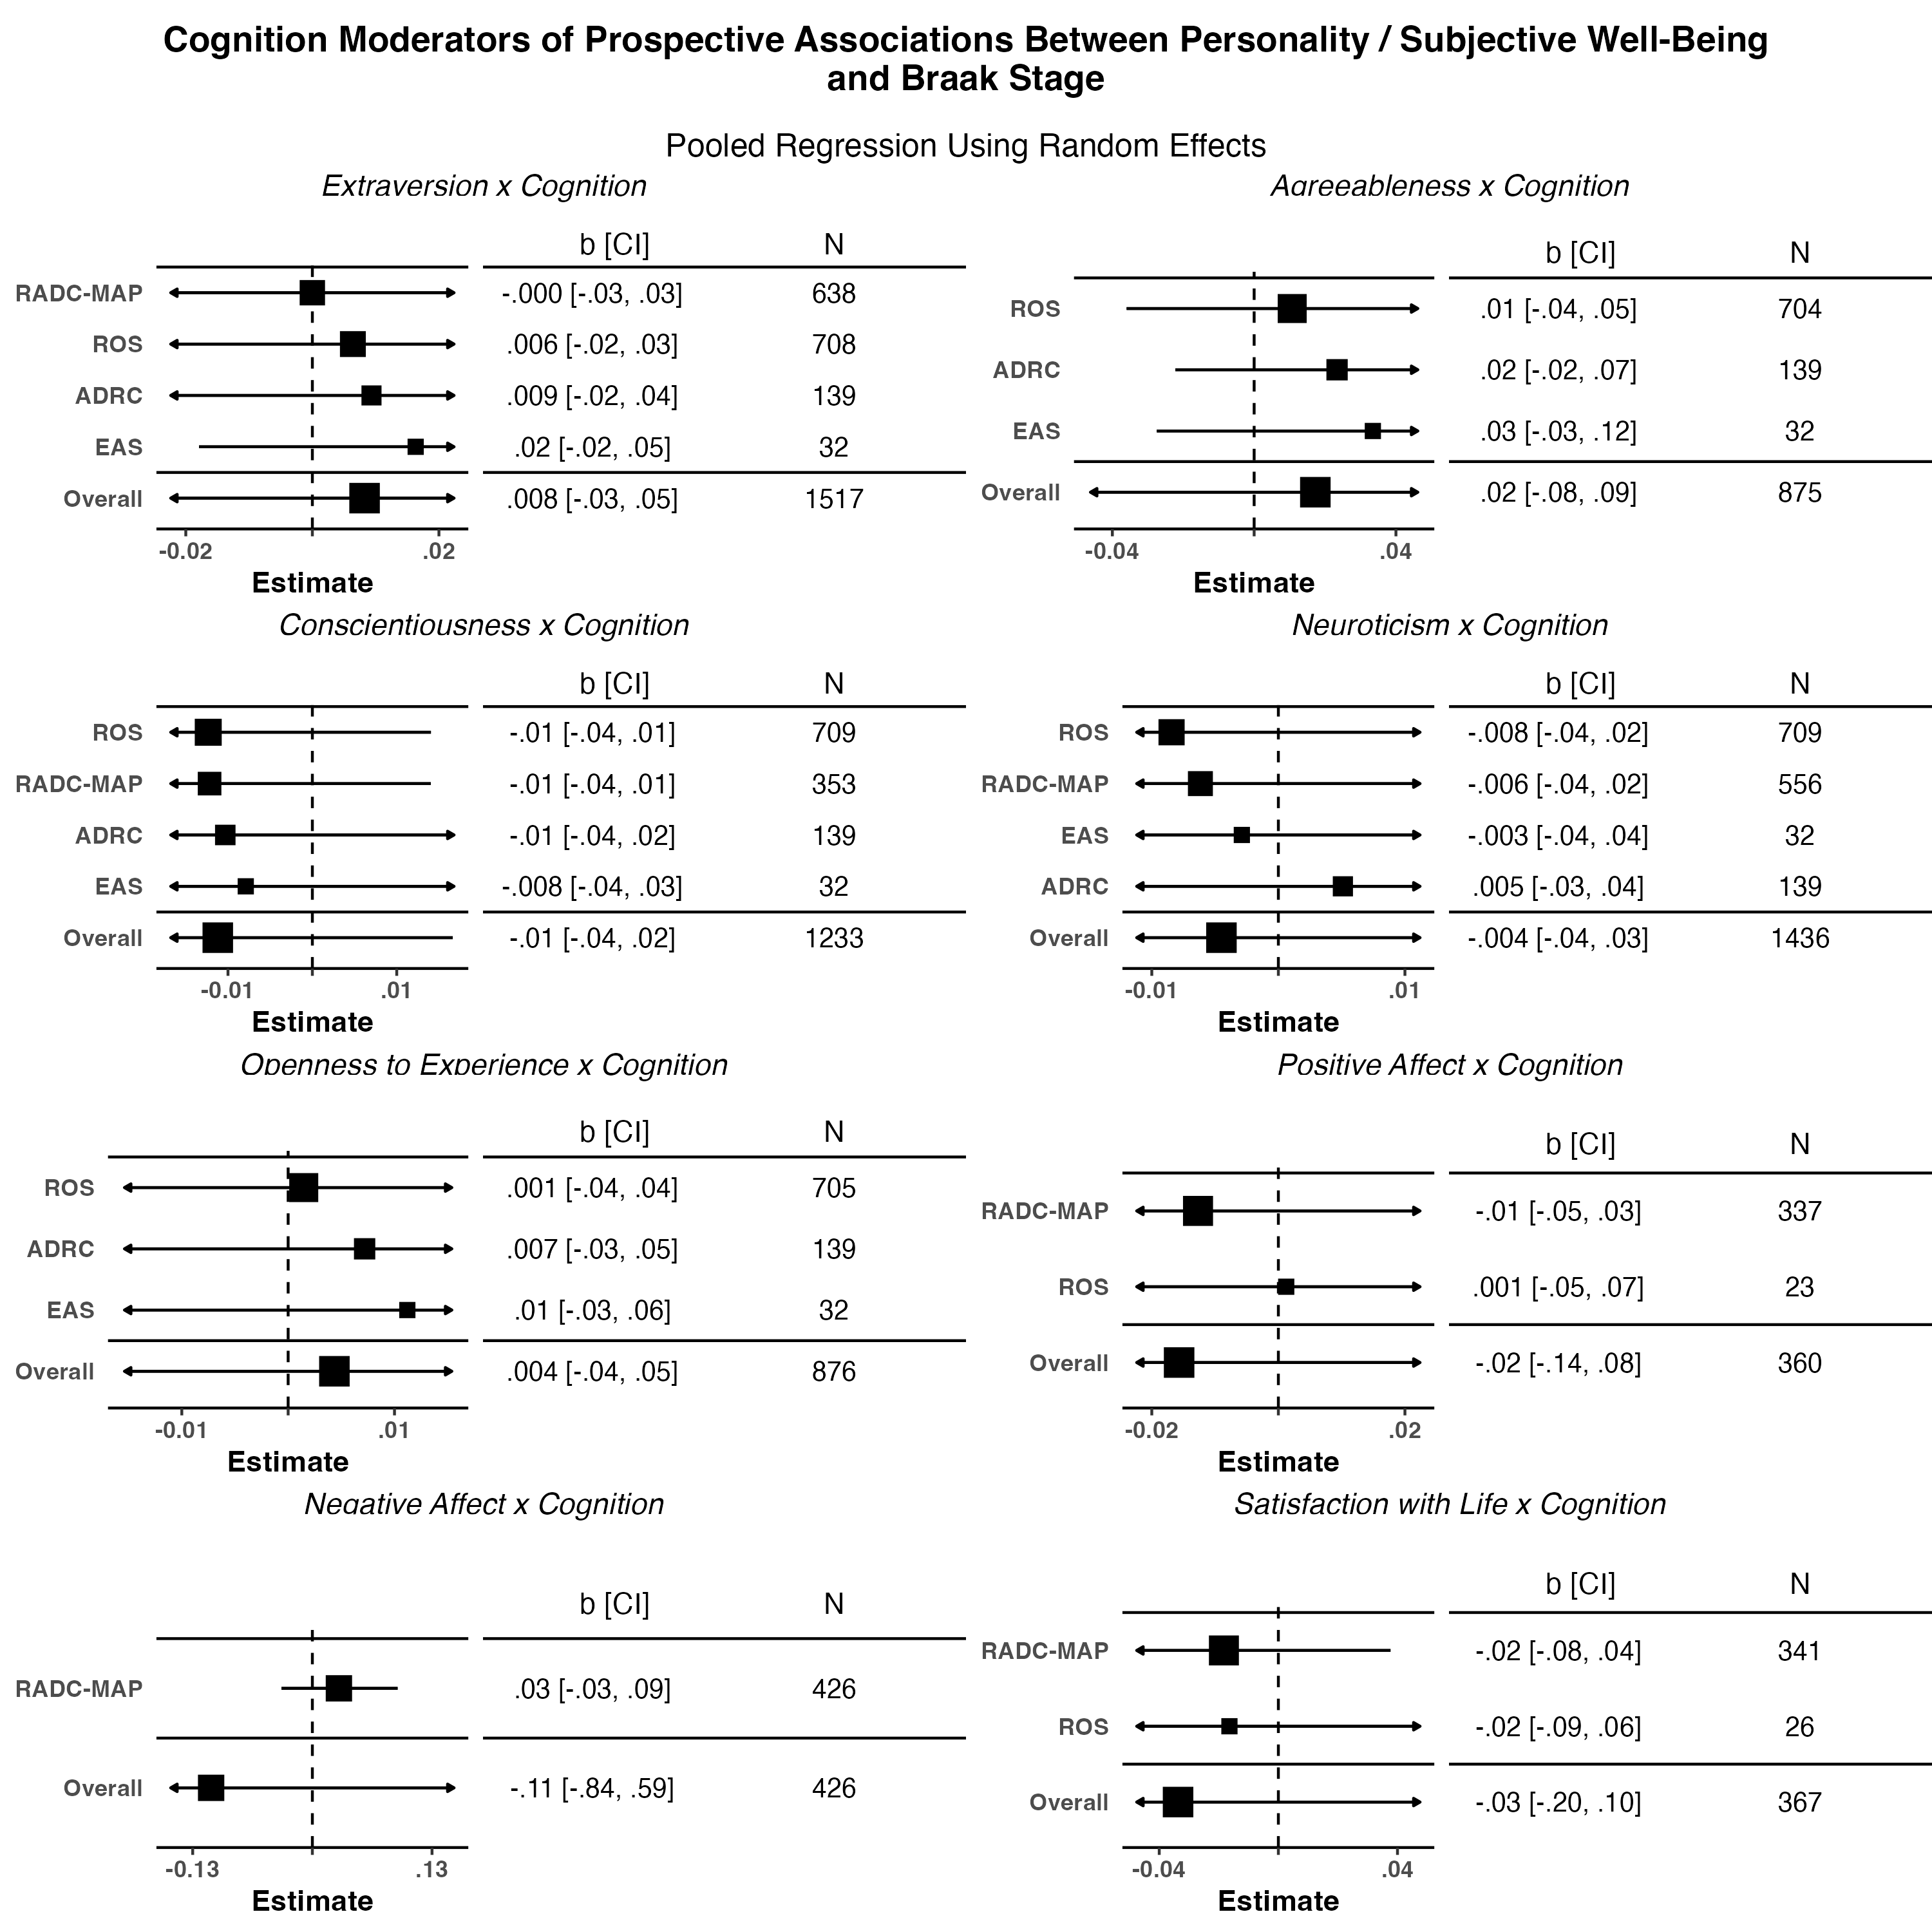 Cognition Moderators of Prospective Associations Between Personality / Subjective Well-Being
and Braak Stage
Pooled Regression Using Random Effects
Extraversion x Cognition
b [CI] N
RADC-MAP -.000 [-.03, .03] 638
ROS .006 [-.02, .03] 708
ADRC .009 [-.02, .04] 139
EAS .02 [-.02, .05] 32
Overall .008 [-.03, .05] 1517
-0.02 .02
Estimate
Agreeableness x Cognition
b [CI] N
ROS .01 [-.04, .05] 704
ADRC .02 [-.02, .07] 139
EAS .03 [-.03, .12] 32
Overall .02 [-.08, .09] 875
-0.04 .04
Estimate
Conscientiousness x Cognition
b [CI] N
ROS -.01 [-.04, .01] 709
RADC-MAP -.01 [-.04, .01] 353
ADRC -.01 [-.04, .02] 139
EAS -.008 [-.04, .03] 32
Overall -.01 [-.04, .02] 1233
-0.01 .01
Estimate
Neuroticism x Cognition
b [CI] N
ROS -.008 [-.04, .02] 709
RADC-MAP -.006 [-.04, .02] 556
EAS -.003 [-.04, .04] 32
ADRC .005 [-.03, .04] 139
Overall -.004 [-.04, .03] 1436
-0.01 .01
Estimate
Openness to Experience x Cognition
b [CI] N
ROS .001 [-.04, .04] 705
ADRC .007 [-.03, .05] 139
EAS .01 [-.03, .06] 32
Overall .004 [-.04, .05] 876
-0.01 .01
Estimate
Positive Affect x Cognition
b [CI] N
RADC-MAP -.01 [-.05, .03] 337
ROS .001 [-.05, .07] 23
Overall -.02 [-.14, .08] 360
-0.02 .02
Estimate
Negative Affect x Cognition
b [CI] N
RADC-MAP .03 [-.03, .09] 426
Overall -.11 [-.84, .59] 426
-0.13 .13
Estimate
Satisfaction with Life x Cognition
b [CI] N
RADC-MAP -.02 [-.08, .04] 341
ROS -.02 [-.09, .06] 26
Overall -.03 [-.20, .10] 367
-0.04 .04
Estimate